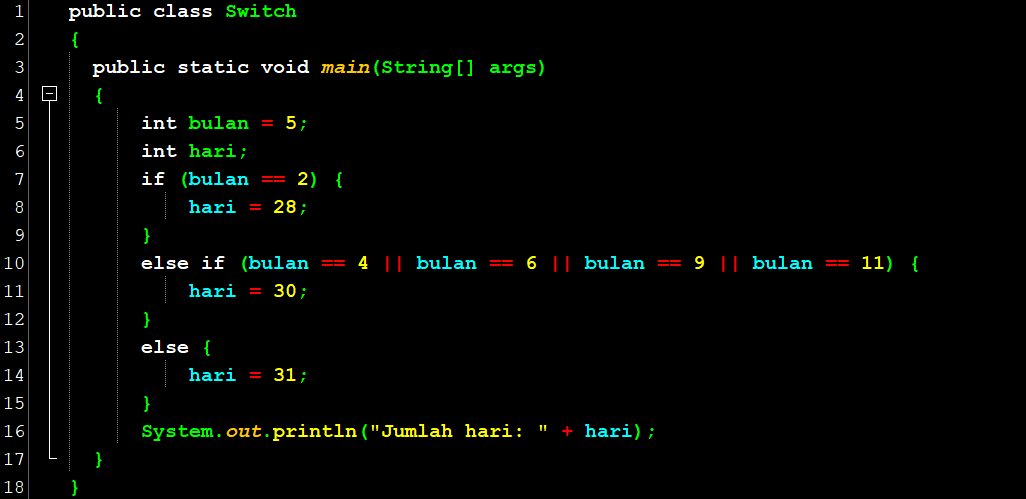 1 public class Switch
2 {
3 public static void main(String[] args)
4 {
5 int bulan = 5;
6 int hari;
7 if (bulan == 2) {
8 hari = 28;
9 }
10 else if (bulan == 4 || bulan == 6 || bulan == 9 || bulan == 11) {
11 hari = 30;
12 }
13 else {
14 hari = 31;
15 }
16 System.out.println("Jumlah hari: " + hari);
17 }
18 }